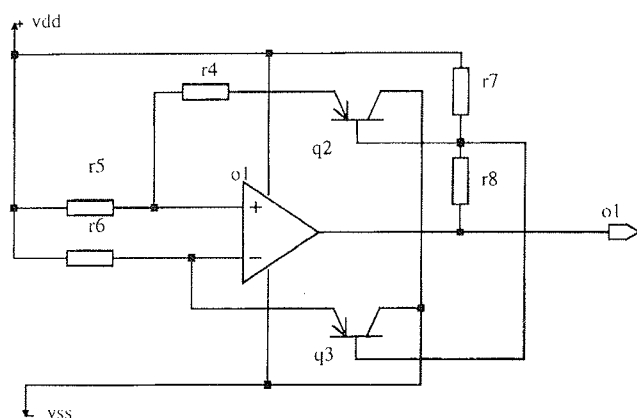 + vdd
r4
r7
q2
r5
o1
r8
r6
+
o1
−
q3
− vss